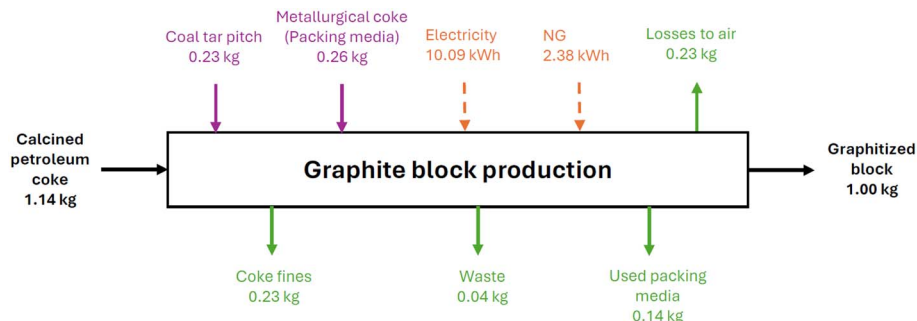 Coal tar pitch
0.23 kg
Metallurgical coke
(Packing media)
0.26 kg
Electricity
10.09 kWh
NG
2.38 kWh
Losses to air
0.23 kg
Calcined
petroleum
coke
1.14 kg
Graphite block production
Graphitized
block
1.00 kg
Coke fines
0.23 kg
Waste
0.04 kg
Used packing
media
0.14 kg